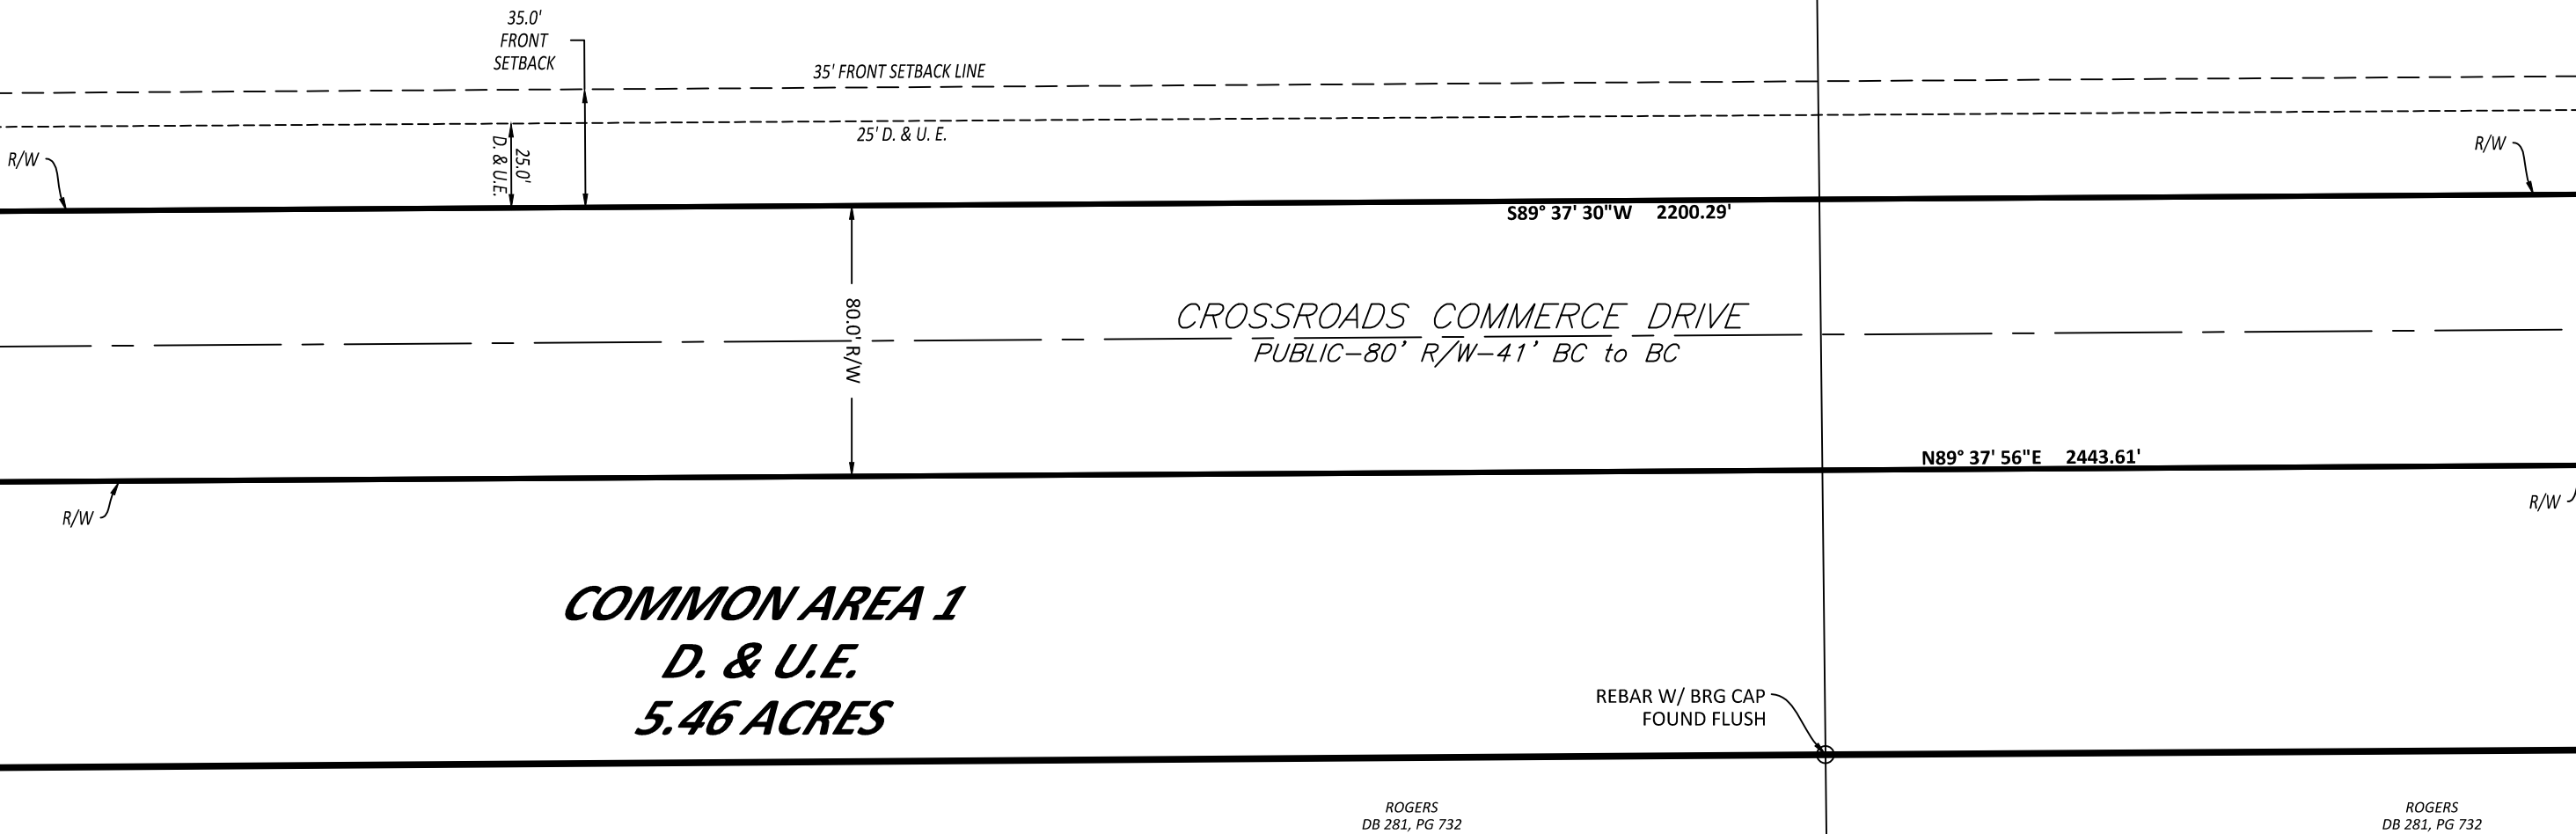 35.0'
FRONT
SETBACK
35' FRONT SETBACK LINE
25' D. & U. E.
25.0'
D. & U.E.
R/W
R/W
S89° 37' 30"W 2200.29'
80.0' R/W
CROSSROADS COMMERCE DRIVE
PUBLIC-80' R/W-41' BC to BC
N89° 37' 56"E 2443.61'
R/W
R/W
COMMON AREA 1
D. & U.E.
5.46 ACRES
REBAR W/ BRG CAP
FOUND FLUSH
ROGERS
DB 281, PG 732
ROGERS
DB 281, PG 732